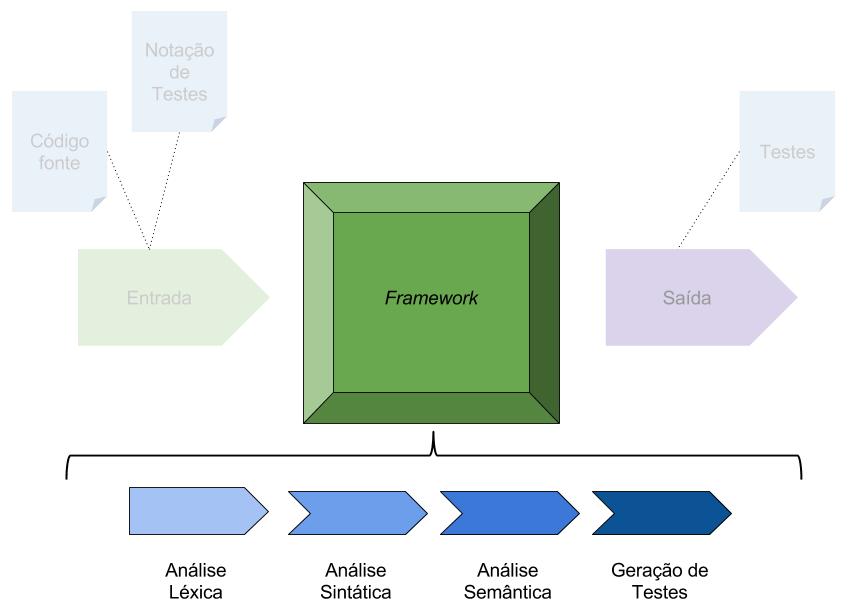 Notação
de
Testes
Código
fonte
Testes
Entrada
Framework
Saída
Análise
Léxica
Análise
Sintática
Análise
Semântica
Geração de
Testes